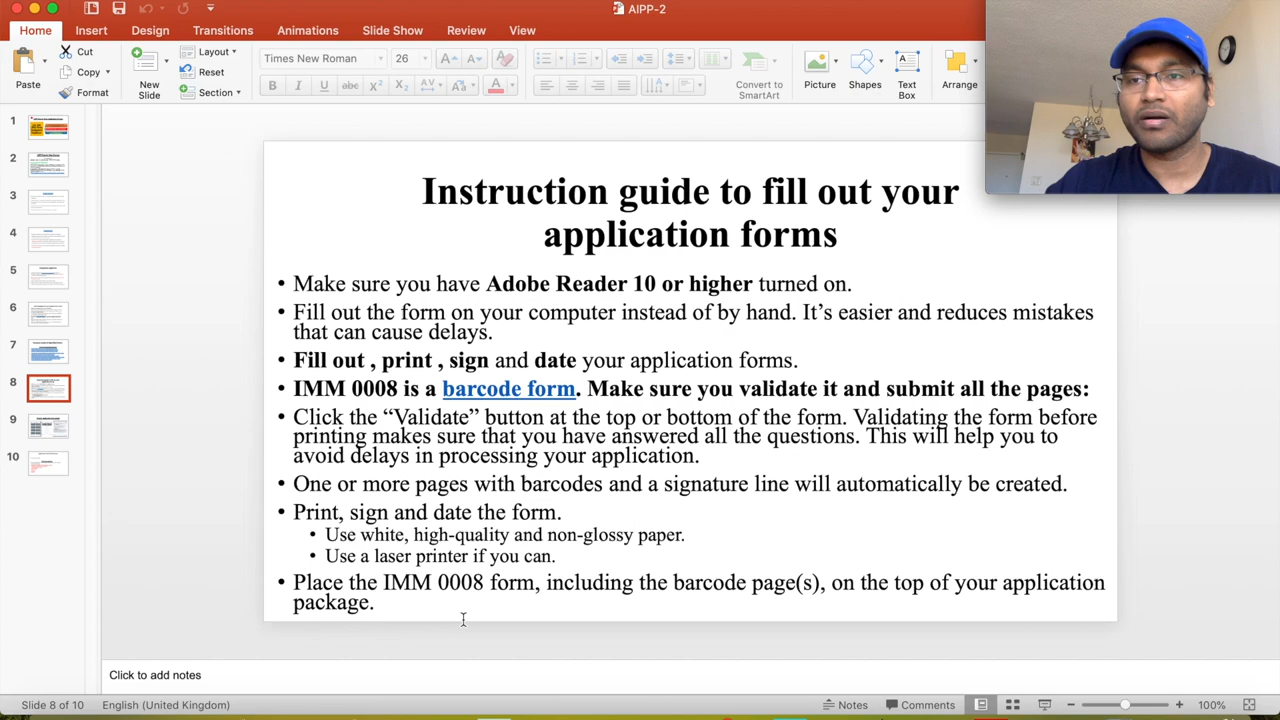 AIPP-2
Home Insert Design Transitions Animations Slide Show Review View
Paste
Cut
Copy
Format
New
Slide
Layout
Reset
Section
Times New Roman 26
Convert to
SmartArt
Picture
Shapes
Text
Box
Arrange
1
2
3
4
5
6
7
8
9
10
Instruction guide to fill out your
application forms
• Make sure you have Adobe Reader 10 or higher turned on.
• Fill out the form on your computer instead of by hand. It’s easier and reduces mistakes
that can cause delays.
• Fill out , print , sign and date your application forms.
• IMM 0008 is a barcode form. Make sure you validate it and submit all the pages:
• Click the “Validate” button at the top or bottom of the form. Validating the form before
printing makes sure that you have answered all the questions. This will help you to
avoid delays in processing your application.
• One or more pages with barcodes and a signature line will automatically be created.
• Print, sign and date the form.
• Use white, high-quality and non-glossy paper.
• Use a laser printer if you can.
• Place the IMM 0008 form, including the barcode page(s), on the top of your application
package.
Click to add notes
Slide 8 of 10 English (United Kingdom) Notes Comments 100%